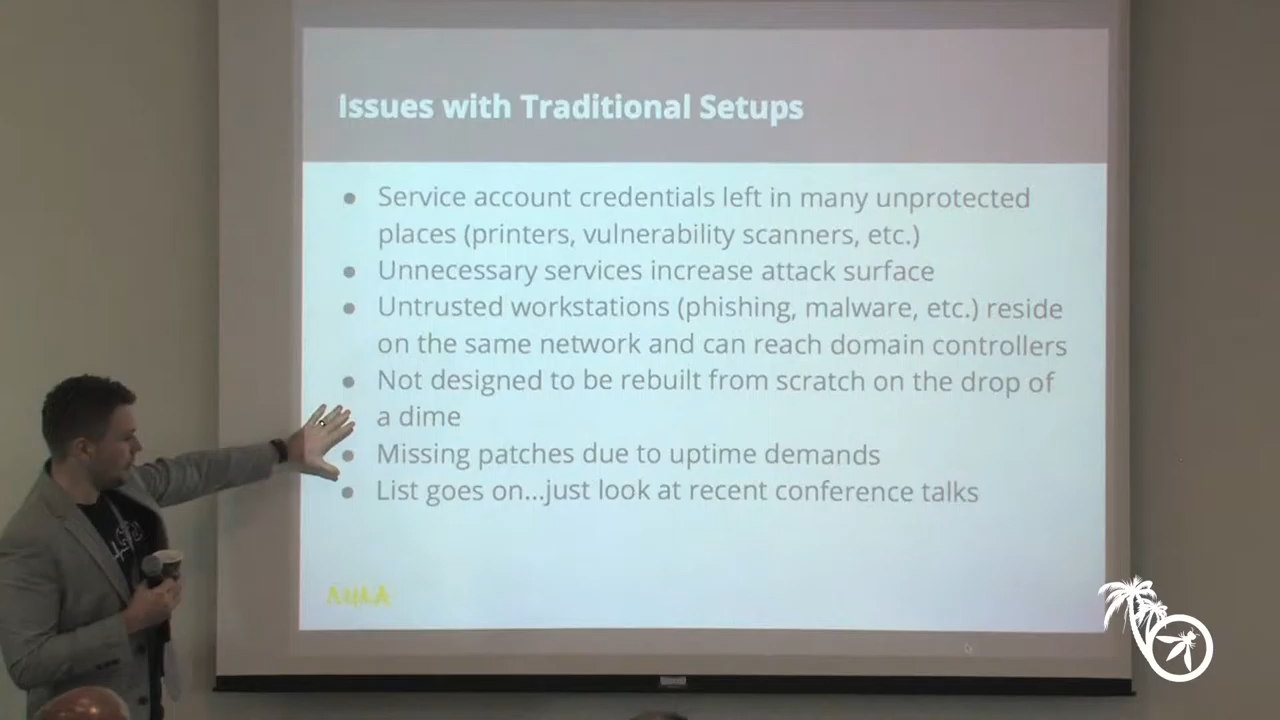 Issues with Traditional Setups
● Service account credentials left in many unprotected
places (printers, vulnerability scanners, etc.)
● Unnecessary services increase attack surface
● Untrusted workstations (phishing, malware, etc.) reside
on the same network and can reach domain controllers
● Not designed to be rebuilt from scratch on the drop of
a dime
● Missing patches due to uptime demands
● List goes on...just look at recent conference talks